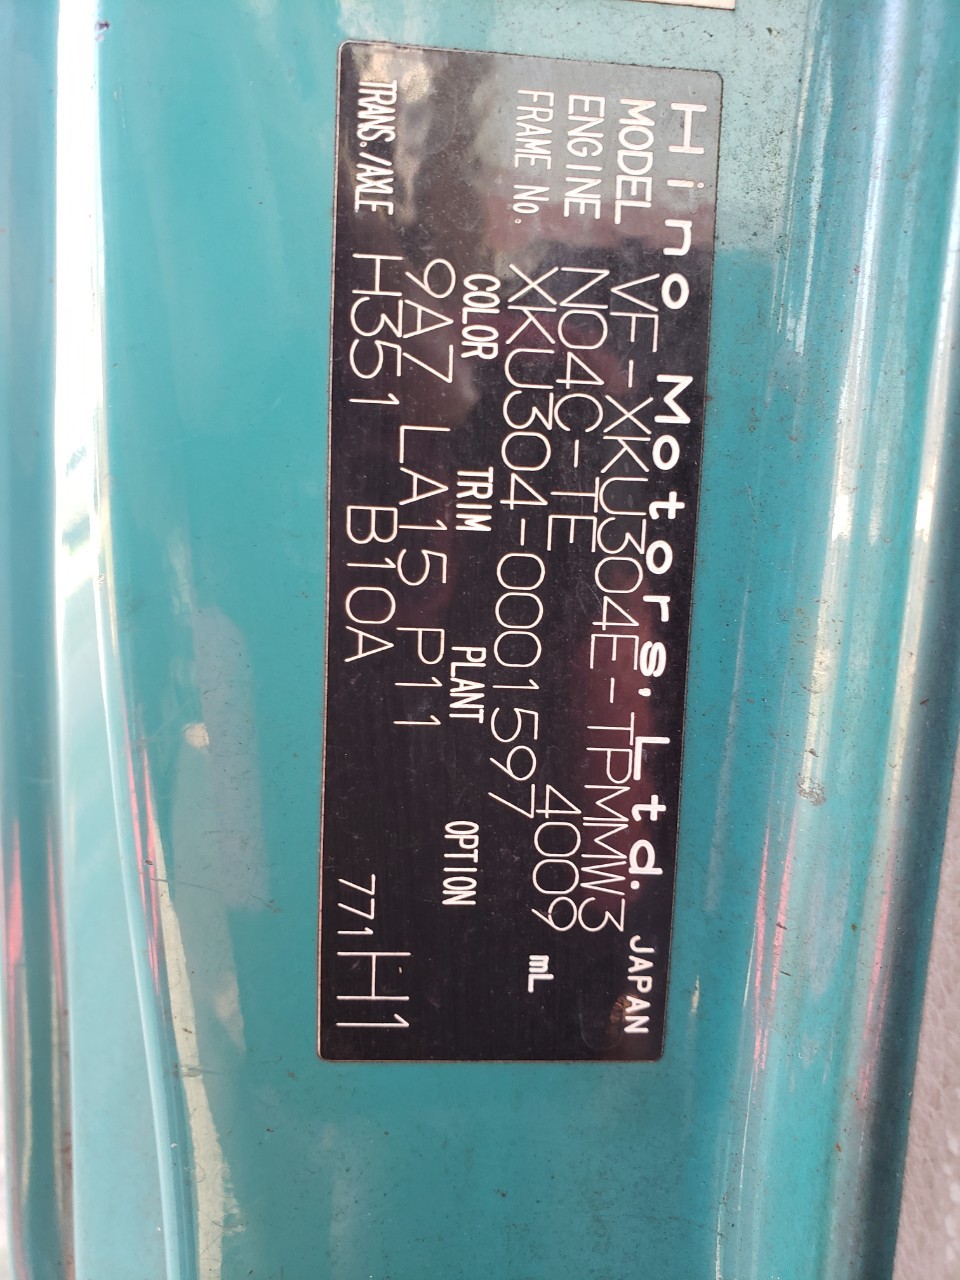 Hino Motors, Ltd. JAPAN
MODEL VF-XKU304E-TPMMW3
ENGINE NO4C-TE 4009 mL
FRAME No. XKU304-0001597
COLOR TRIM PLANT OPTION
9A7 LA15 P11
TRANS./AXLE H351 B10A 771H1